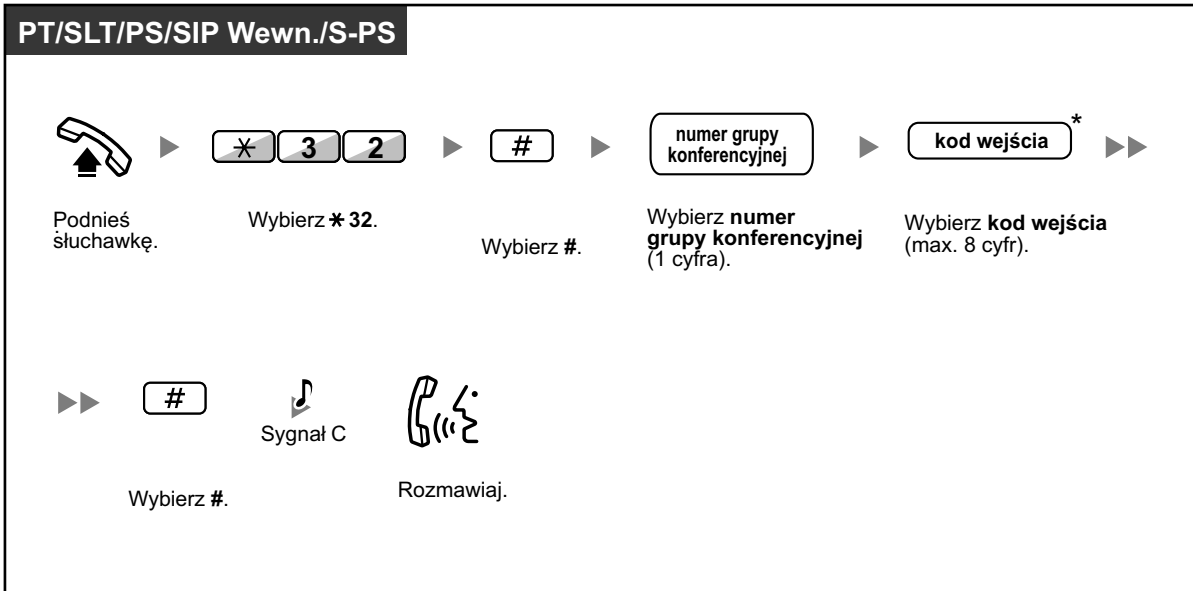 PT/SLT/PS/SIP Wewn./S-PS
✳ 3 2
#
numer grupy
konferencyjnej
kod wejścia*
Podnieś
słuchawkę.
Wybierz ✳ 32.
Wybierz #.
Wybierz numer
grupy konferencyjnej
(1 cyfra).
Wybierz kod wejścia
(max. 8 cyfr).
#
Sygnał C
Wybierz #.
Rozmawiaj.